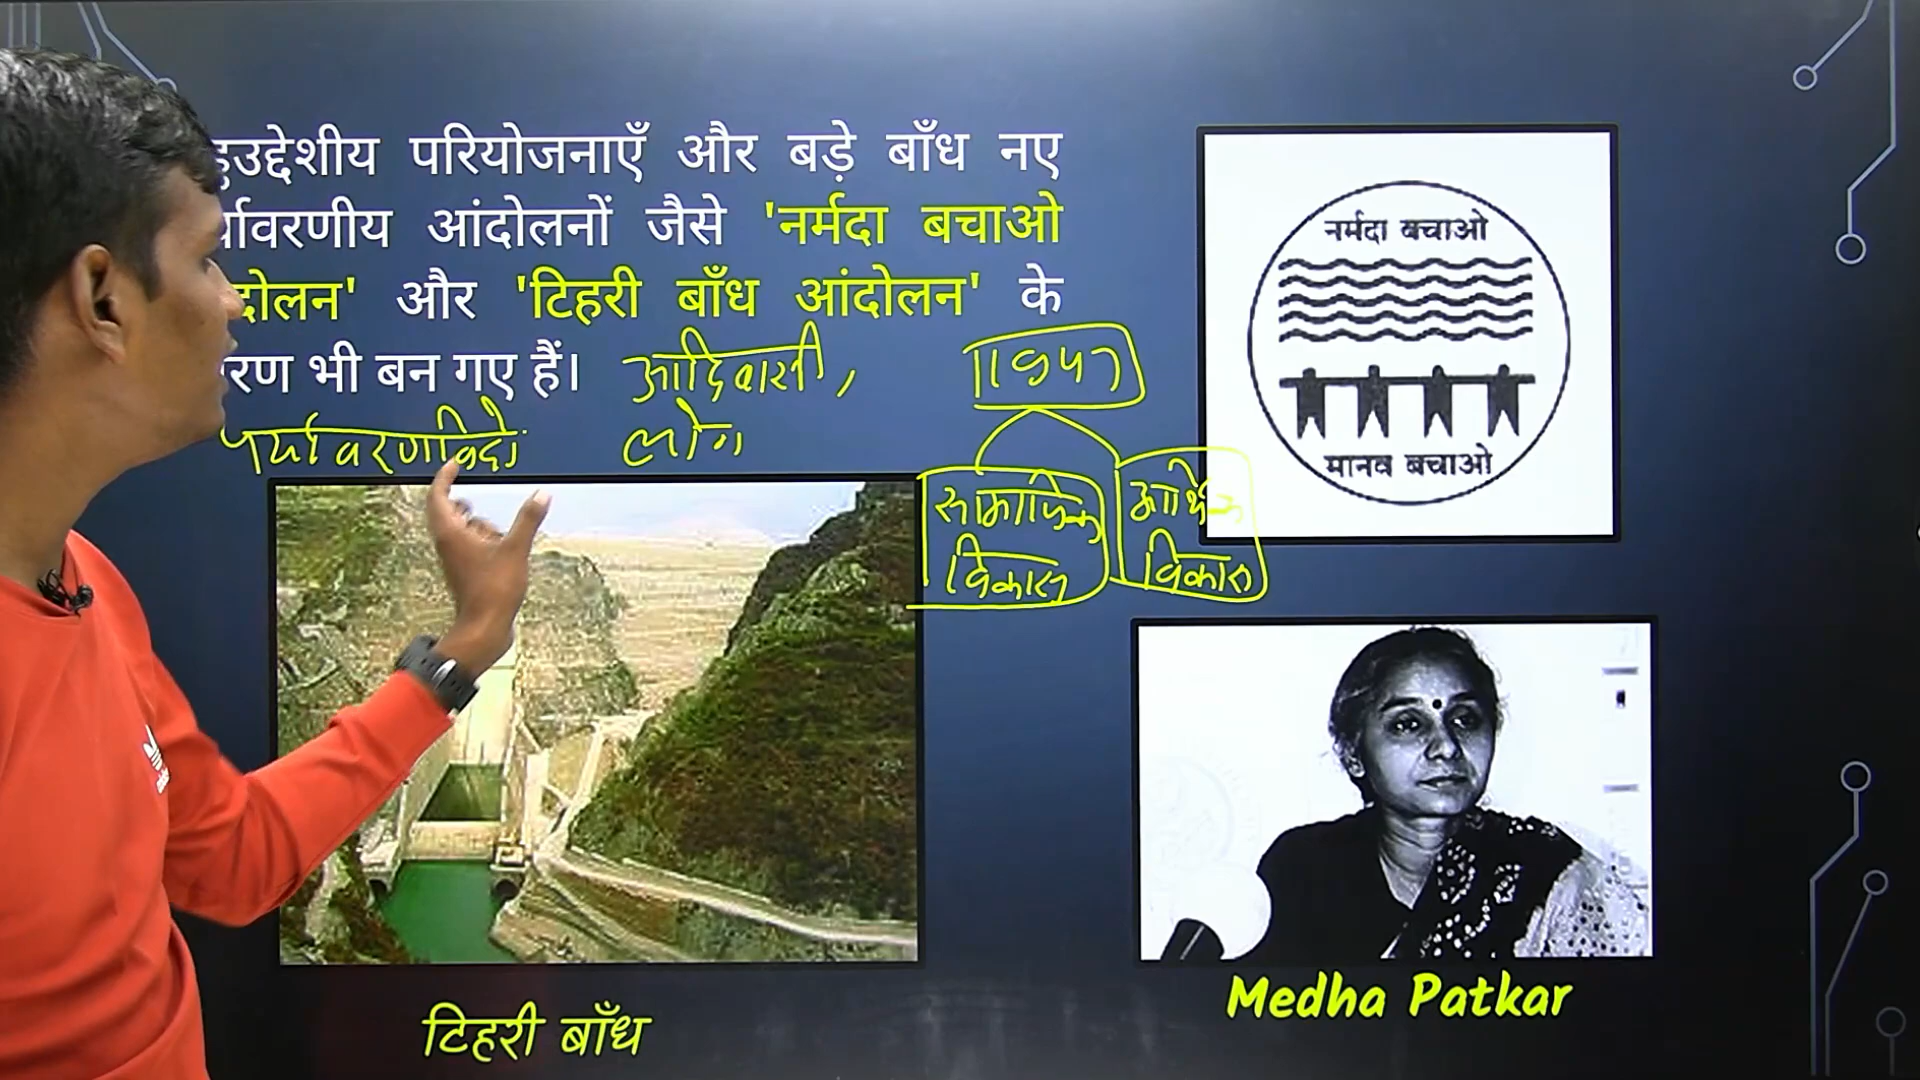 हुउद्देशीय परियोजनाएँ और बड़े बाँध नए
र्यावरणीय आंदोलनों जैसे 'नर्मदा बचाओ
दोलन' और 'टिहरी बाँध आंदोलन' के
रण भी बन गए हैं।
आदिवासी,
पर्यावरणविदो
लोग
1947
सामाजिक
विकास
आर्थिक
विकास
नर्मदा बचाओ
मानव बचाओ
टिहरी बाँध
Medha Patkar